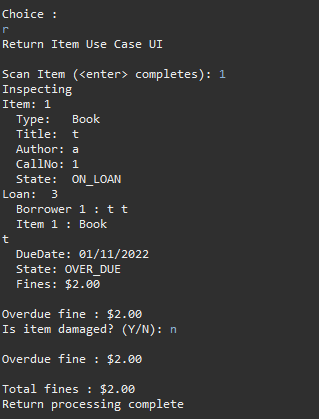 Choice :
r
Return Item Use Case UI
Scan Item (<enter> completes): 1
Inspecting
Item: 1
Type:   Book
Title:  t
Author: a
CallNo: 1
State:  ON_LOAN
Loan:  3
Borrower 1 : t t
Item 1 : Book
t
DueDate: 01/11/2022
State: OVER_DUE
Fines: $2.00
Overdue fine : $2.00
Is item damaged? (Y/N): n
Overdue fine : $2.00
Total fines : $2.00
Return processing complete